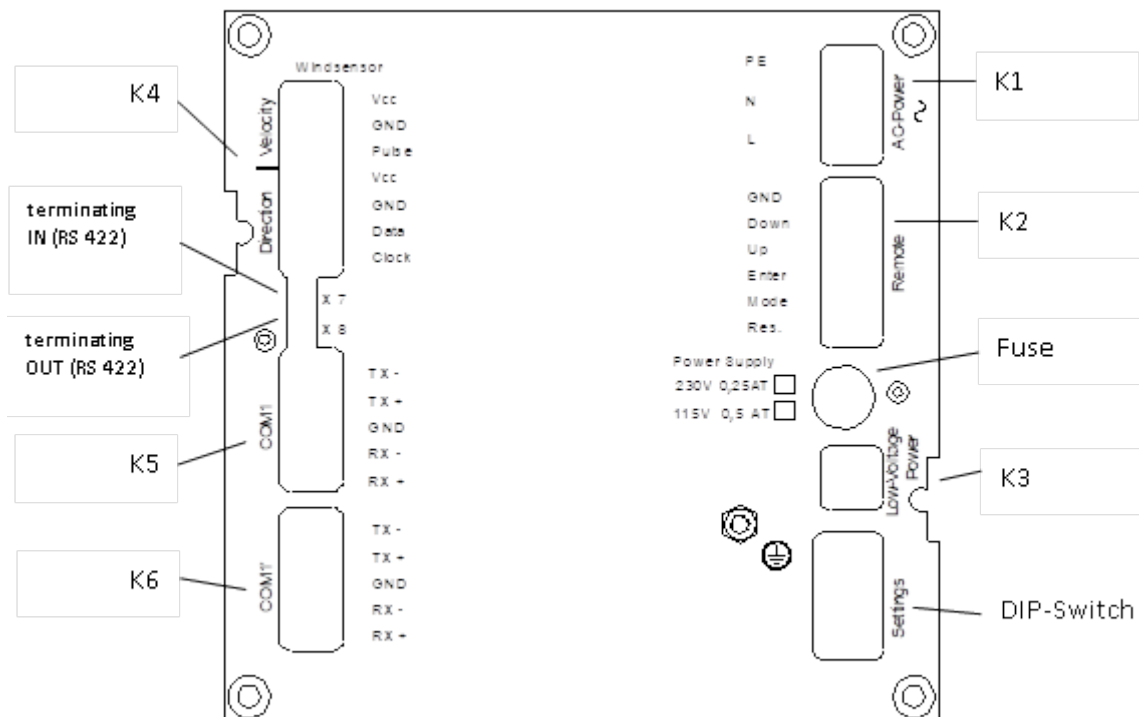 K4
terminating
IN (RS 422)
terminating
OUT (RS 422)
K5
K6
Windsensor
Velocity
Direction
Vcc
GND
Pulse
Vcc
GND
Data
Clock
X 7
X 8
COM1
TX -
TX +
GND
RX -
RX +
COM1'
TX -
TX +
GND
RX -
RX +
PE
N
L
AC-Power
~
GND
Down
Up
Enter
Mode
Res.
Remote
Power Supply
230V 0,25AT
115V 0,5 AT
Low-Voltage
Power
Settings
K1
K2
Fuse
K3
DIP-Switch